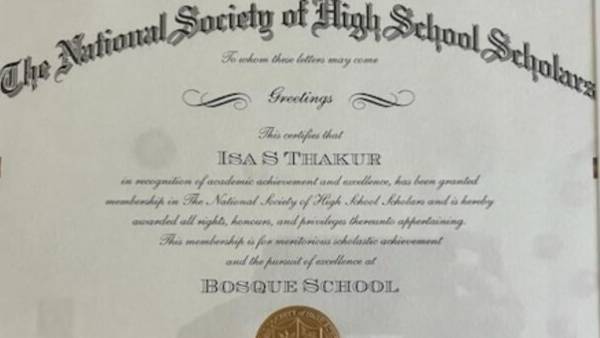 The National Society of High School Scholars
To whom these letters may come
Greetings
This certifies that
ISA S THAKUR
in recognition of academic achievement and excellence, has been granted
membership in The National Society of High School Scholars and is hereby
awarded all rights, honours, and privileges thereunto appertaining.
This membership is for meritorious scholastic achievement
and the pursuit of excellence at
BOSQUE SCHOOL